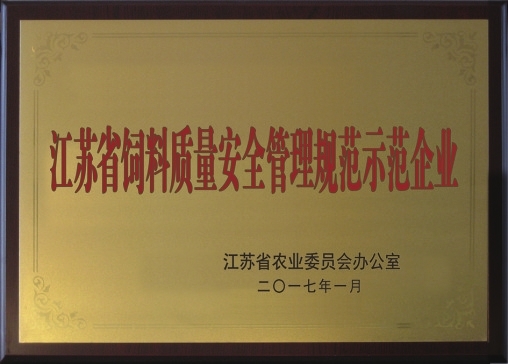 江苏省饲料质量安全管理规范示范企业
江苏省农业委员会办公室
二〇一七年一月